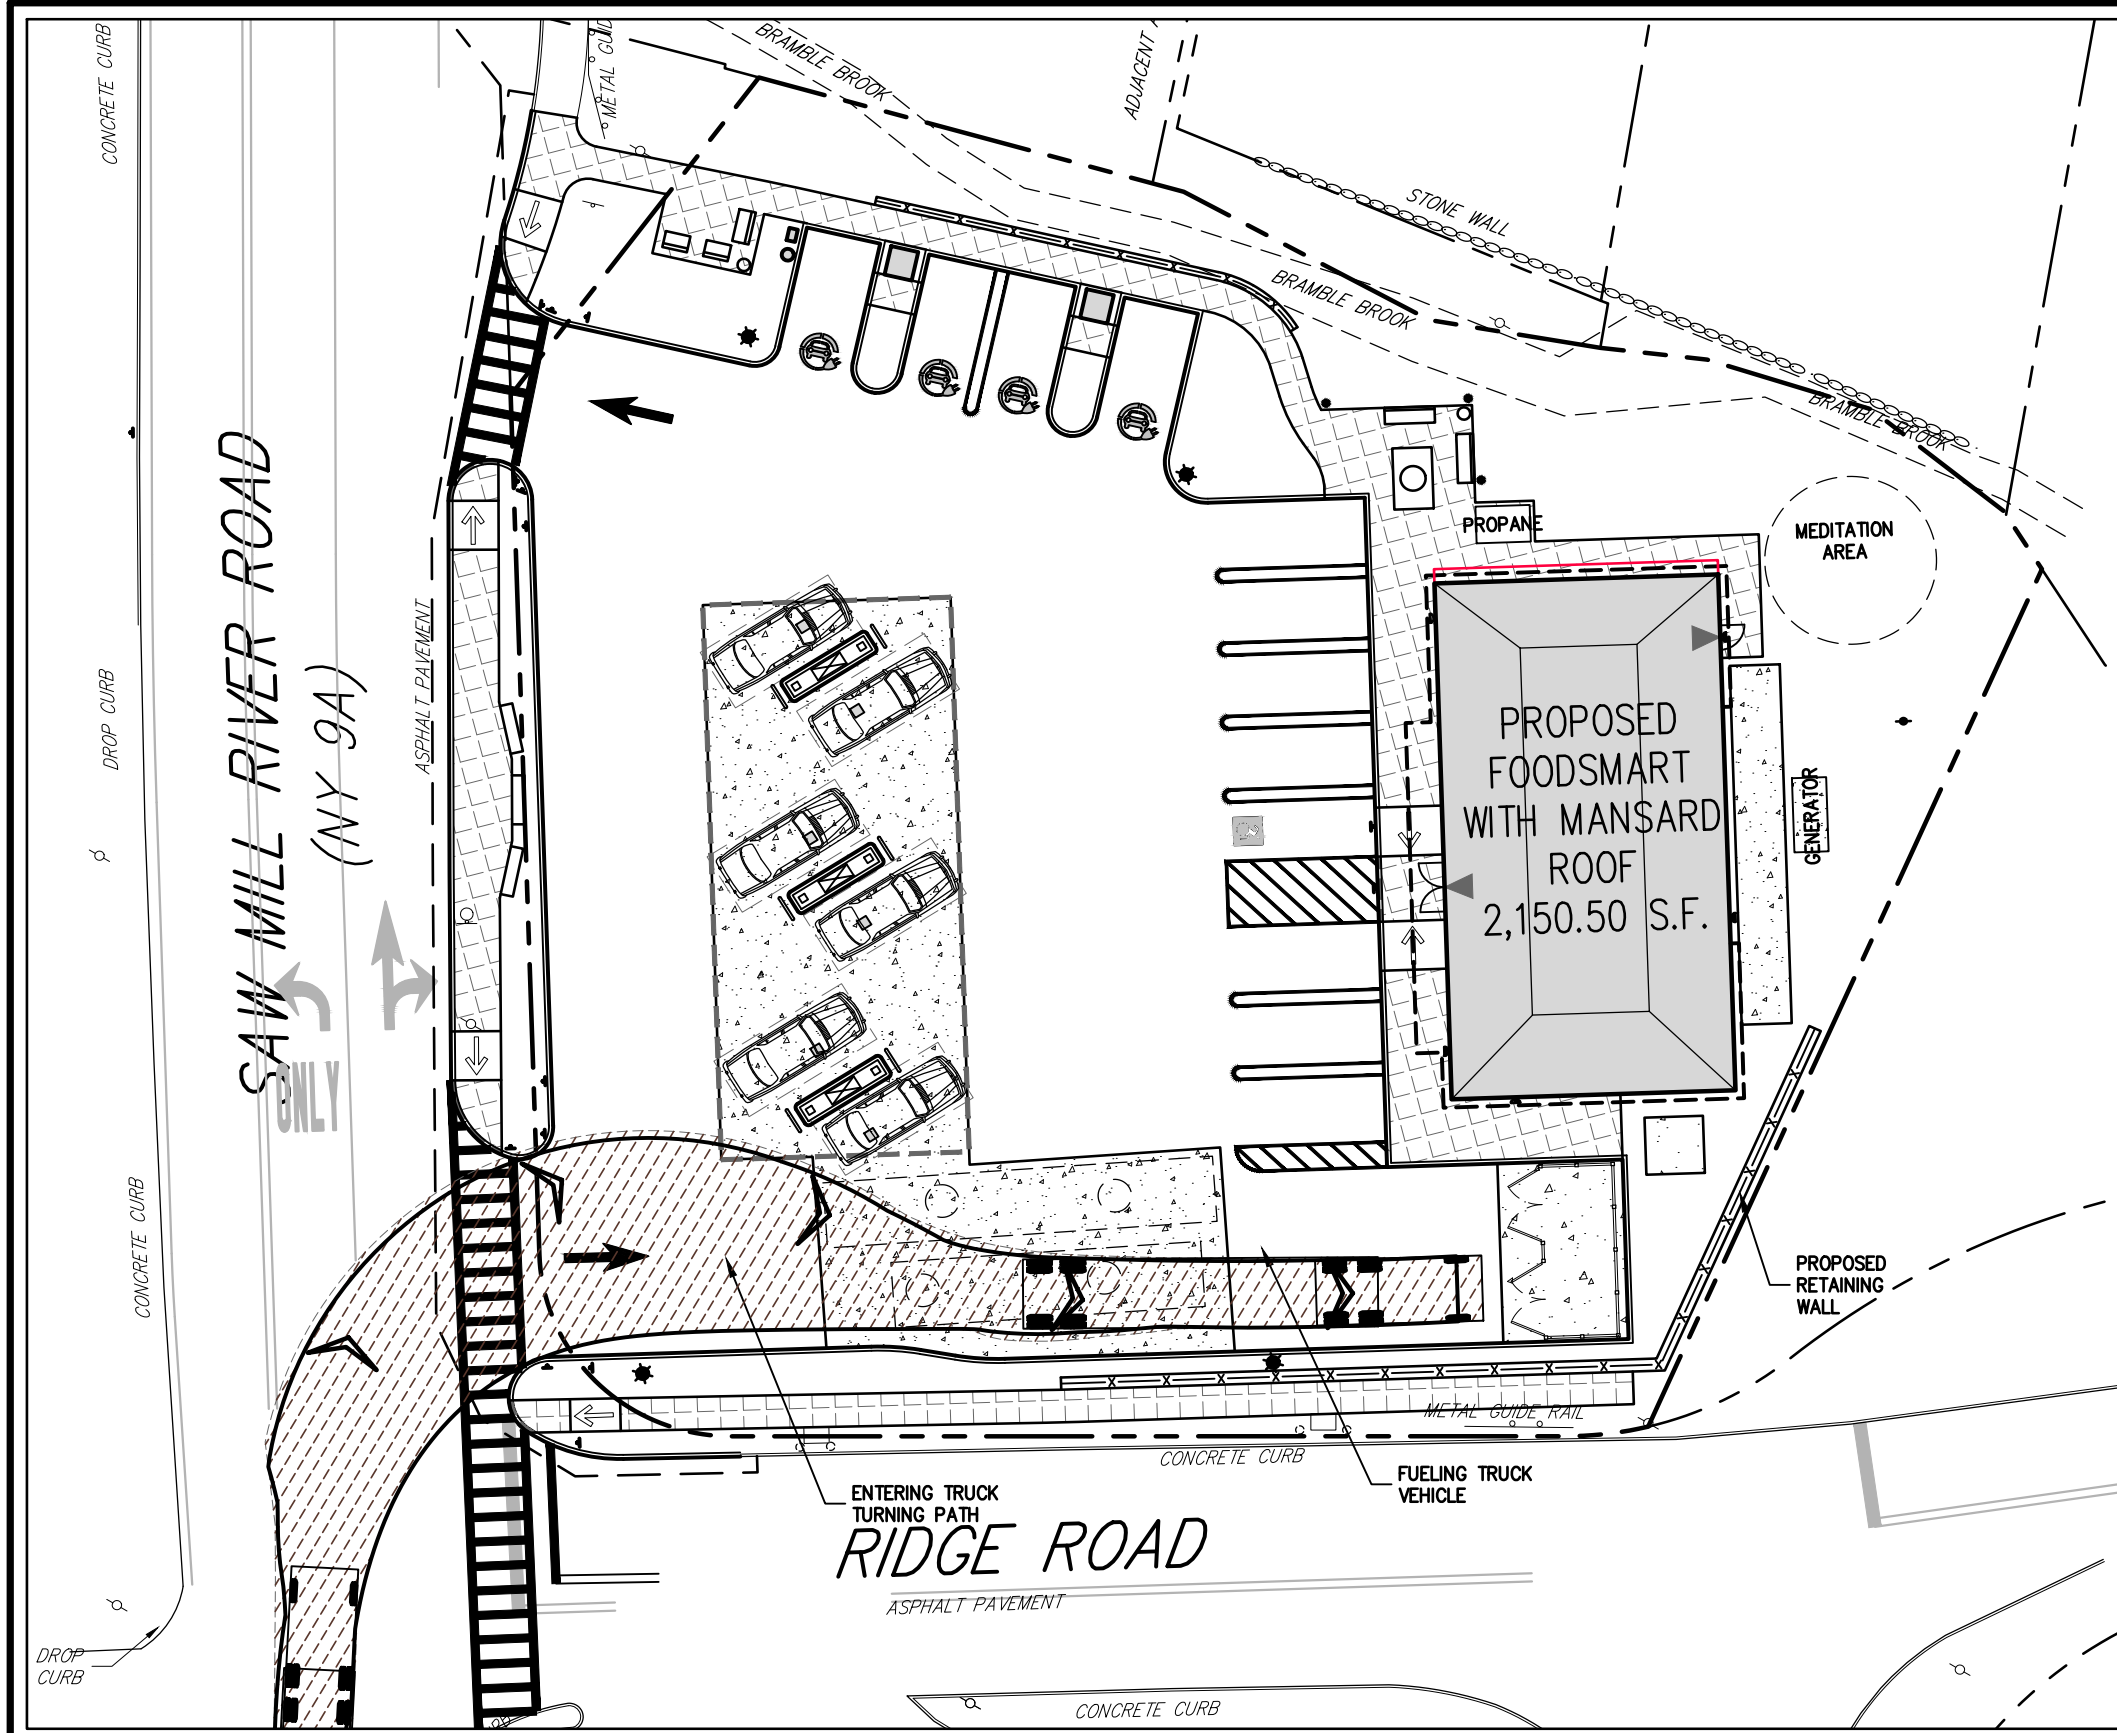 CONCRETE CURB
METAL GUID
BRAMBLE BROOK
ADJACENT
STONE WALL
BRAMBLE BROOK
BRAMBLE BROOK
SAW MILL RIVER ROAD
(NY 9A)
DROP CURB
ASPHALT PAVEMENT
PROPANE
MEDITATION
AREA
PROPOSED
FOODSMART
WITH MANSARD
ROOF
2,150.50 S.F.
GENERATOR
ONLY
CONCRETE CURB
PROPOSED
RETAINING
WALL
METAL GUIDE RAIL
CONCRETE CURB
ENTERING TRUCK
TURNING PATH
FUELING TRUCK
VEHICLE
RIDGE ROAD
ASPHALT PAVEMENT
DROP
CURB
CONCRETE CURB